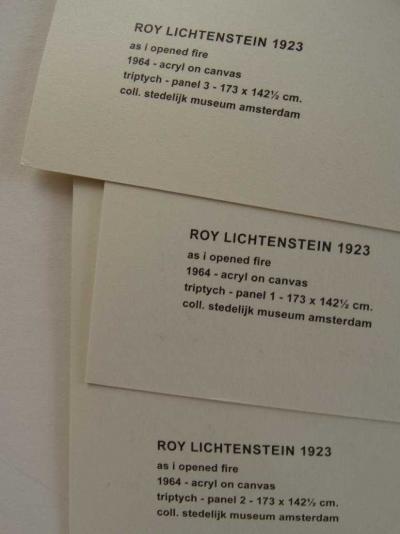 ROY LICHTENSTEIN 1923
as i opened fire
1964 - acryl on canvas
triptych - panel 3 - 173 x 142½ cm.
coll. stedelijk museum amsterdam
ROY LICHTENSTEIN 1923
as i opened fire
1964 - acryl on canvas
triptych - panel 1 - 173 x 142½ cm.
coll. stedelijk museum amsterdam
ROY LICHTENSTEIN 1923
as i opened fire
1964 - acryl on canvas
triptych - panel 2 - 173 x 142½ cm.
coll. stedelijk museum amsterdam